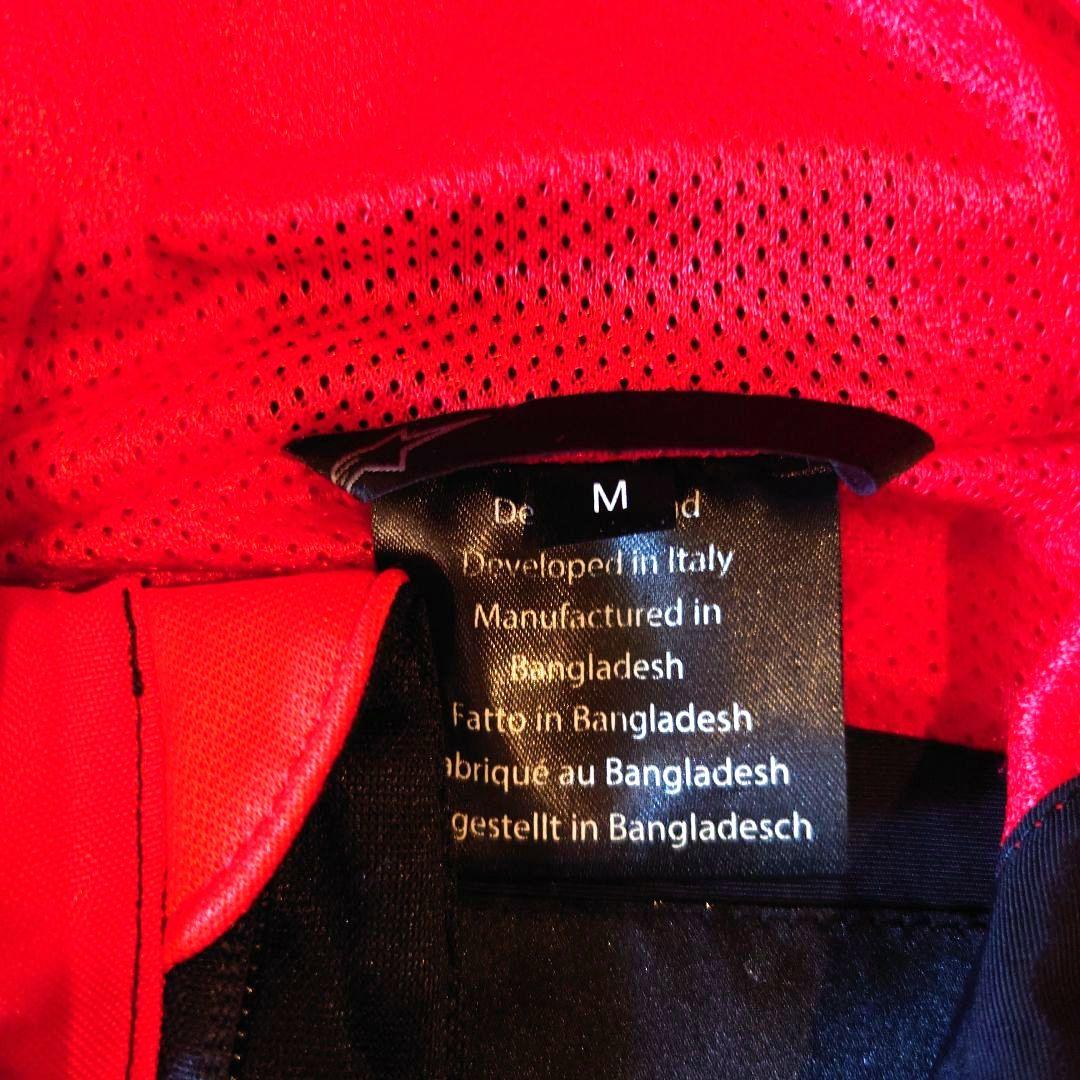 M
Developed in Italy
Manufactured in
Bangladesh
Fatto in Bangladesh
abriqué au Bangladesh
gestellt in Bangladesch